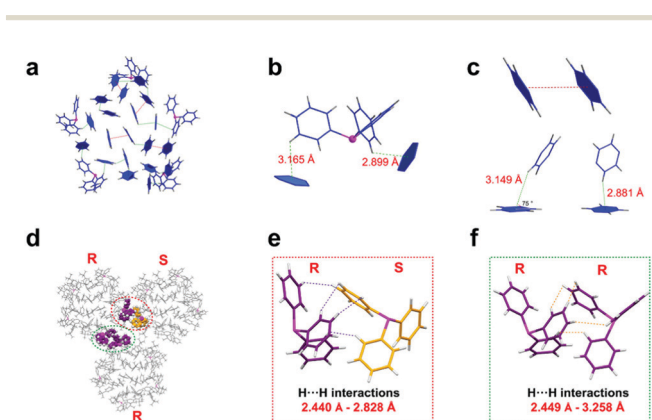 a
b
c
3.165 Å
2.899 Å
3.149 Å
75 °
2.881 Å
d
R S
R
e
R S
H···H interactions
2.440 Å - 2.828 Å
f
R R
H···H interactions
2.449 Å - 3.258 Å